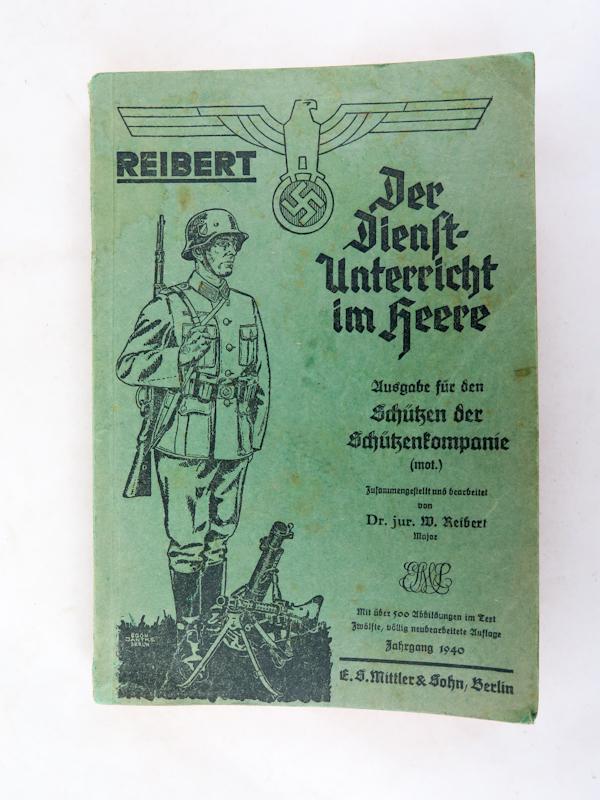 REIBERT
Der
Dienst-
Unterricht
im Heere
Ausgabe für den
Schützen der
Schützenkompanie
(mot.)
Zusammengestellt und bearbeitet
von
Dr. jur. W. Reibert
Major
Mit über 500 Abbildungen im Text
Zwölfte, völlig neubearbeitete Auflage
Jahrgang 1940
E. S. Mittler & Sohn, Berlin
BERLIN